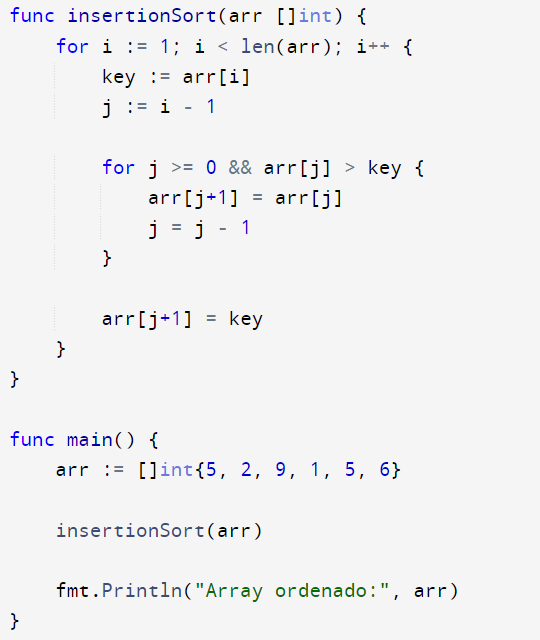 func insertionSort(arr []int) {
    for i := 1; i < len(arr); i++ {
        key := arr[i]
        j := i - 1

        for j >= 0 && arr[j] > key {
            arr[j+1] = arr[j]
            j = j - 1
        }

        arr[j+1] = key
    }
}

func main() {
    arr := []int{5, 2, 9, 1, 5, 6}

    insertionSort(arr)

    fmt.Println("Array ordenado:", arr)
}